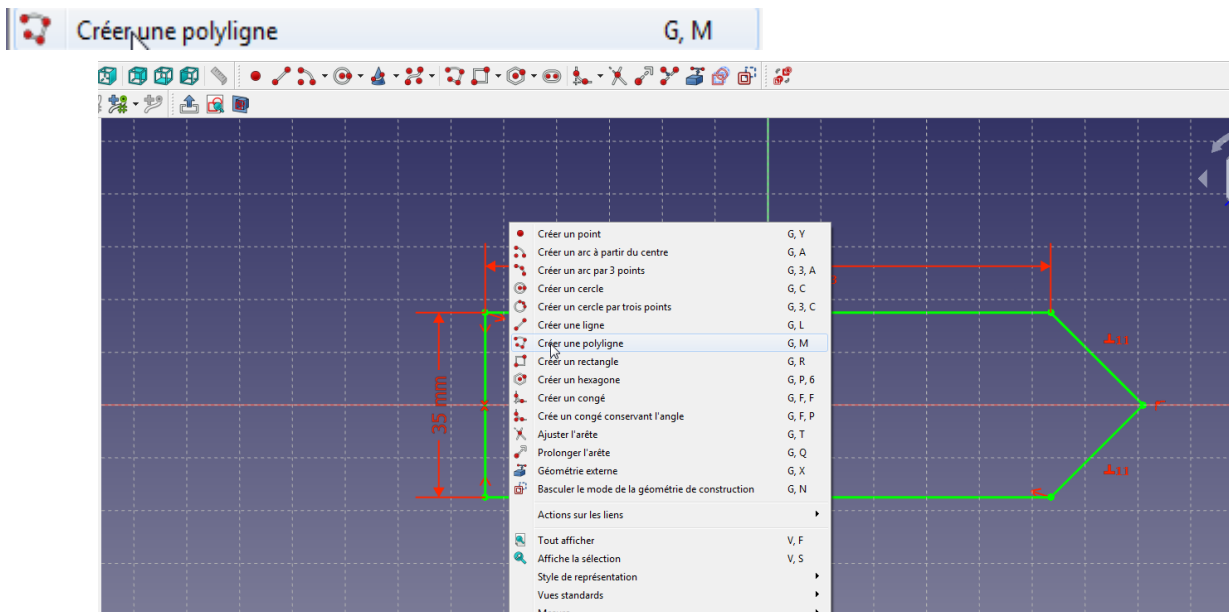 Créer une polyligne G, M
Créer un point G, Y
Créer un arc à partir du centre G, A
Créer un arc par 3 points G, 3, A
Créer un cercle G, C
Créer un cercle par trois points G, 3, C
Créer une ligne G, L
Créer une polyligne G, M
Créer un rectangle G, R
Créer un hexagone G, P, 6
Créer un congé G, F, F
Crée un congé conservant l'angle G, F, P
Ajuster l'arête G, T
Prolonger l'arête G, Q
Géométrie externe G, X
Basculer le mode de la géométrie de construction G, N
Actions sur les liens
Tout afficher V, F
Affiche la sélection V, S
Style de représentation
Vues standards
35 mm